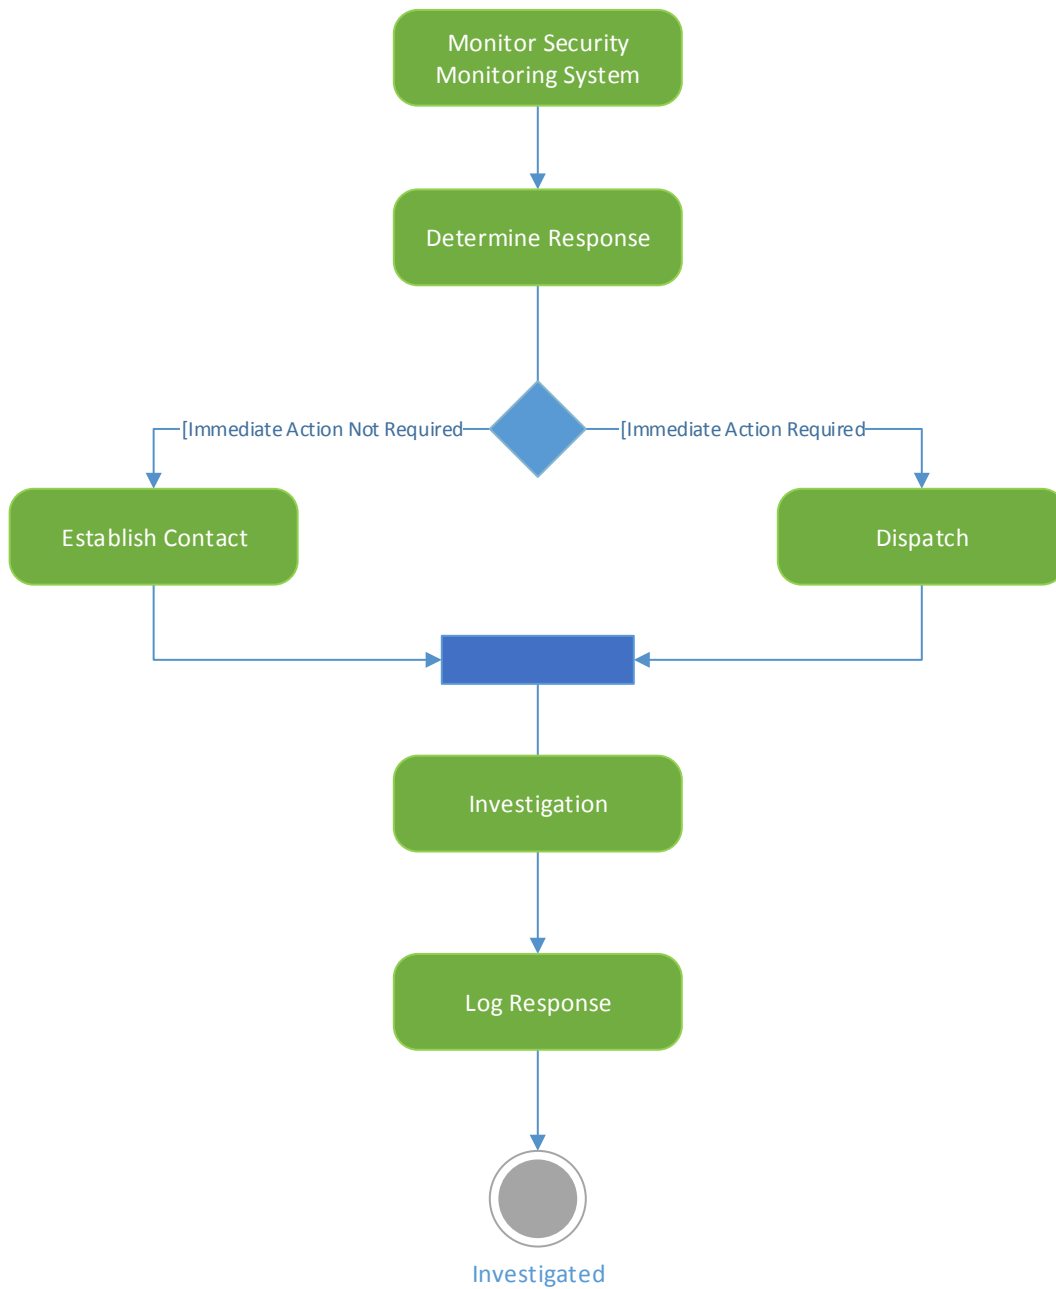 Monitor Security
Monitoring System
Determine Response
[Immediate Action Not Required
[Immediate Action Required
Establish Contact
Dispatch
Investigation
Log Response
Investigated